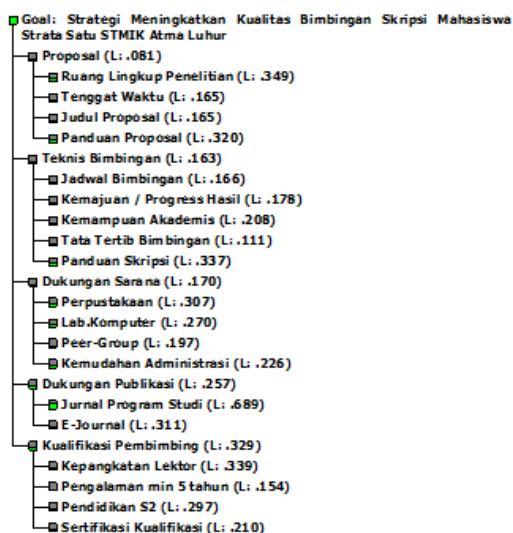 Goal: Strategi Meningkatkan Kualitas Bimbingan Skripsi Mahasiswa
Strata Satu STMIK Atma Luhur
Proposal (L: .081)
Ruang Lingkup Penelitian (L: .349)
Tenggat Waktu (L: .165)
Judul Proposal (L: .165)
Panduan Proposal (L: .320)
Teknis Bimbingan (L: .163)
Jadwal Bimbingan (L: .166)
Kemajuan / Progress Hasil (L: .178)
Kemampuan Akademis (L: .208)
Tata Tertib Bimbingan (L: .111)
Panduan Skripsi (L: .337)
Dukungan Sarana (L: .170)
Perpustakaan (L: .307)
Lab.Komputer (L: .270)
Peer-Group (L: .197)
Kemudahan Administrasi (L: .226)
Dukungan Publikasi (L: .257)
Jurnal Program Studi (L: .689)
E-Journal (L: .311)
Kualifikasi Pembimbing (L: .329)
Kepangkatan Lektor (L: .339)
Pengalaman min 5 tahun (L: .154)
Pendidikan S2 (L: .297)
Sertifikasi Kualifikasi (L: .210)